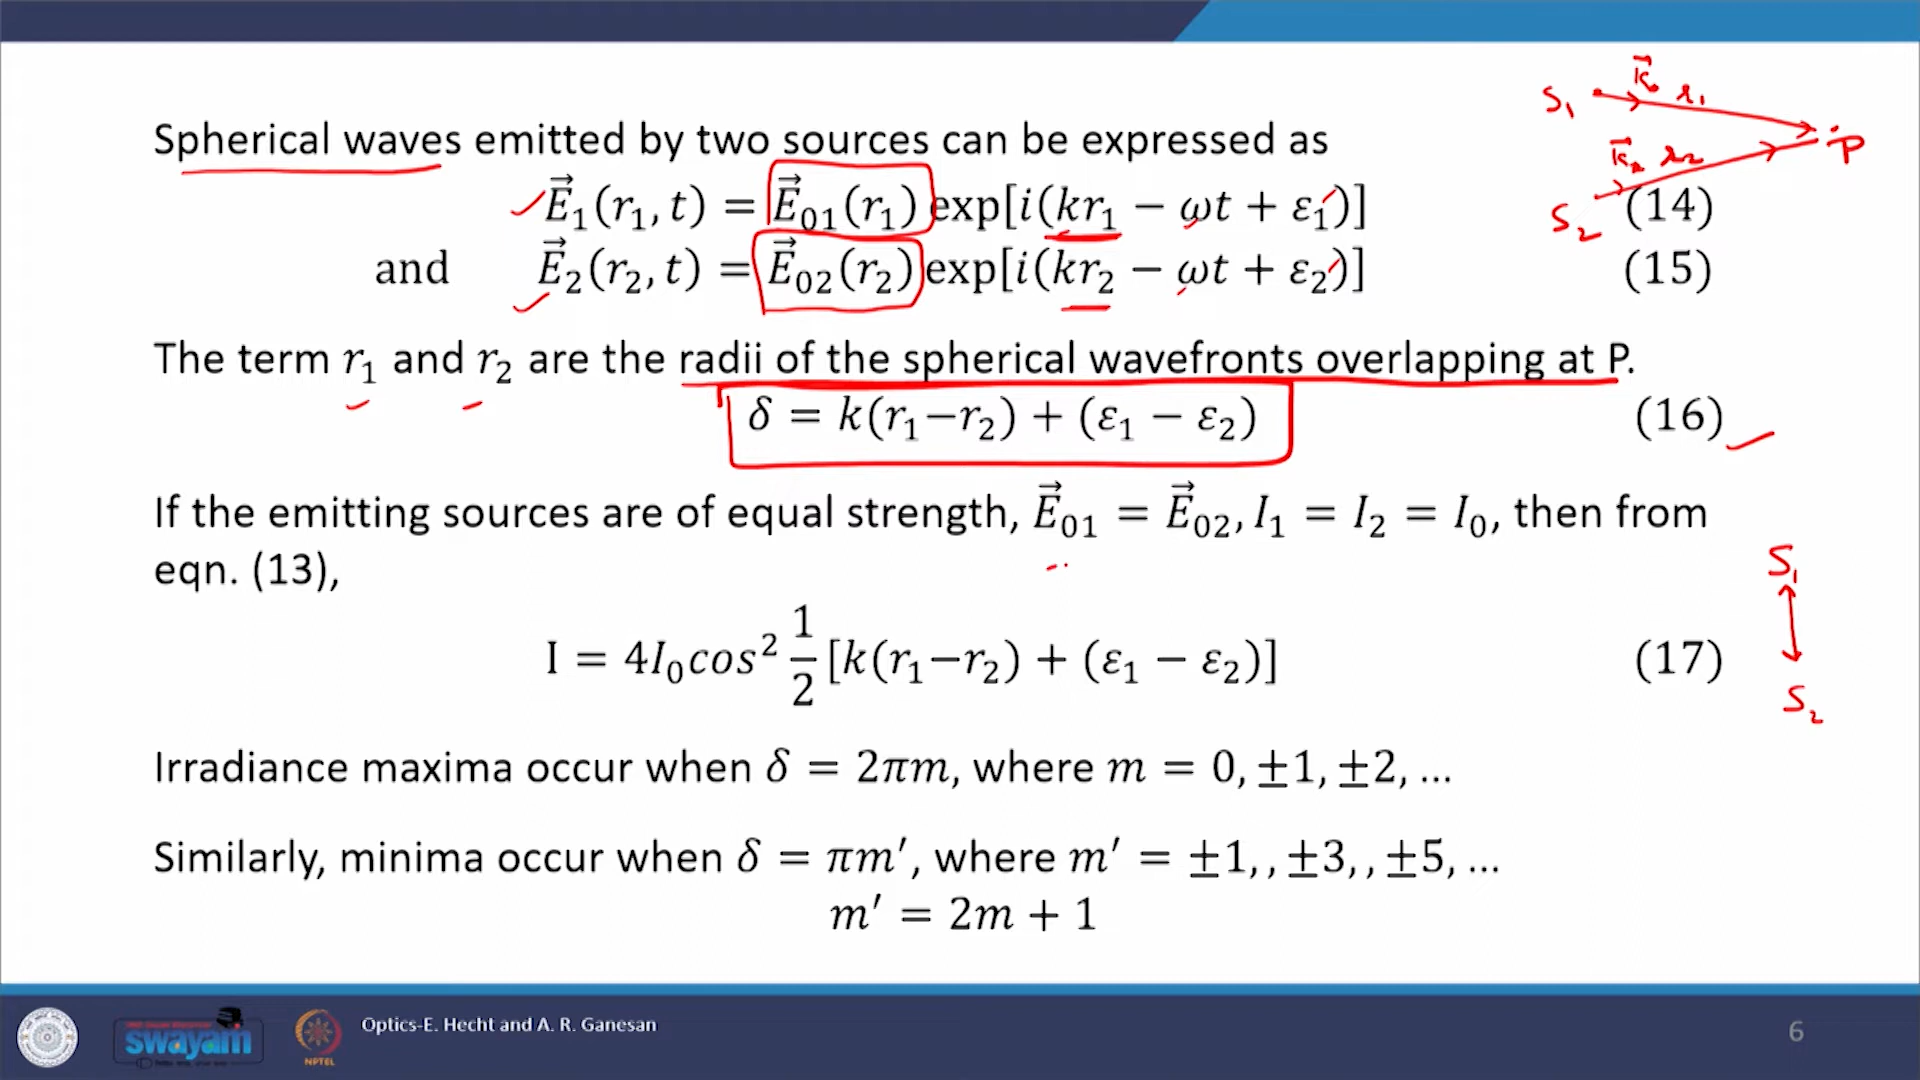 Spherical waves emitted by two sources can be expressed as
E⃗₁(r₁, t) = E⃗₀₁(r₁)exp[i(kr₁ − ωt + ε₁)] (14)
and E⃗₂(r₂, t) = E⃗₀₂(r₂)exp[i(kr₂ − ωt + ε₂)] (15)
The term r₁ and r₂ are the radii of the spherical wavefronts overlapping at P.
δ = k(r₁−r₂) + (ε₁ − ε₂) (16)
If the emitting sources are of equal strength, E⃗₀₁ = E⃗₀₂, I₁ = I₂ = I₀, then from
eqn. (13),
I = 4I₀cos² 1/2 [k(r₁−r₂) + (ε₁ − ε₂)] (17)
Irradiance maxima occur when δ = 2πm, where m = 0, ±1, ±2, ...
Similarly, minima occur when δ = πm′, where m′ = ±1, , ±3, , ±5, ...
m′ = 2m + 1
S₁ k⃗ r₁
P
r₂
S₂
S₁
S₂
swayam
NPTEL
Optics-E. Hecht and A. R. Ganesan
6